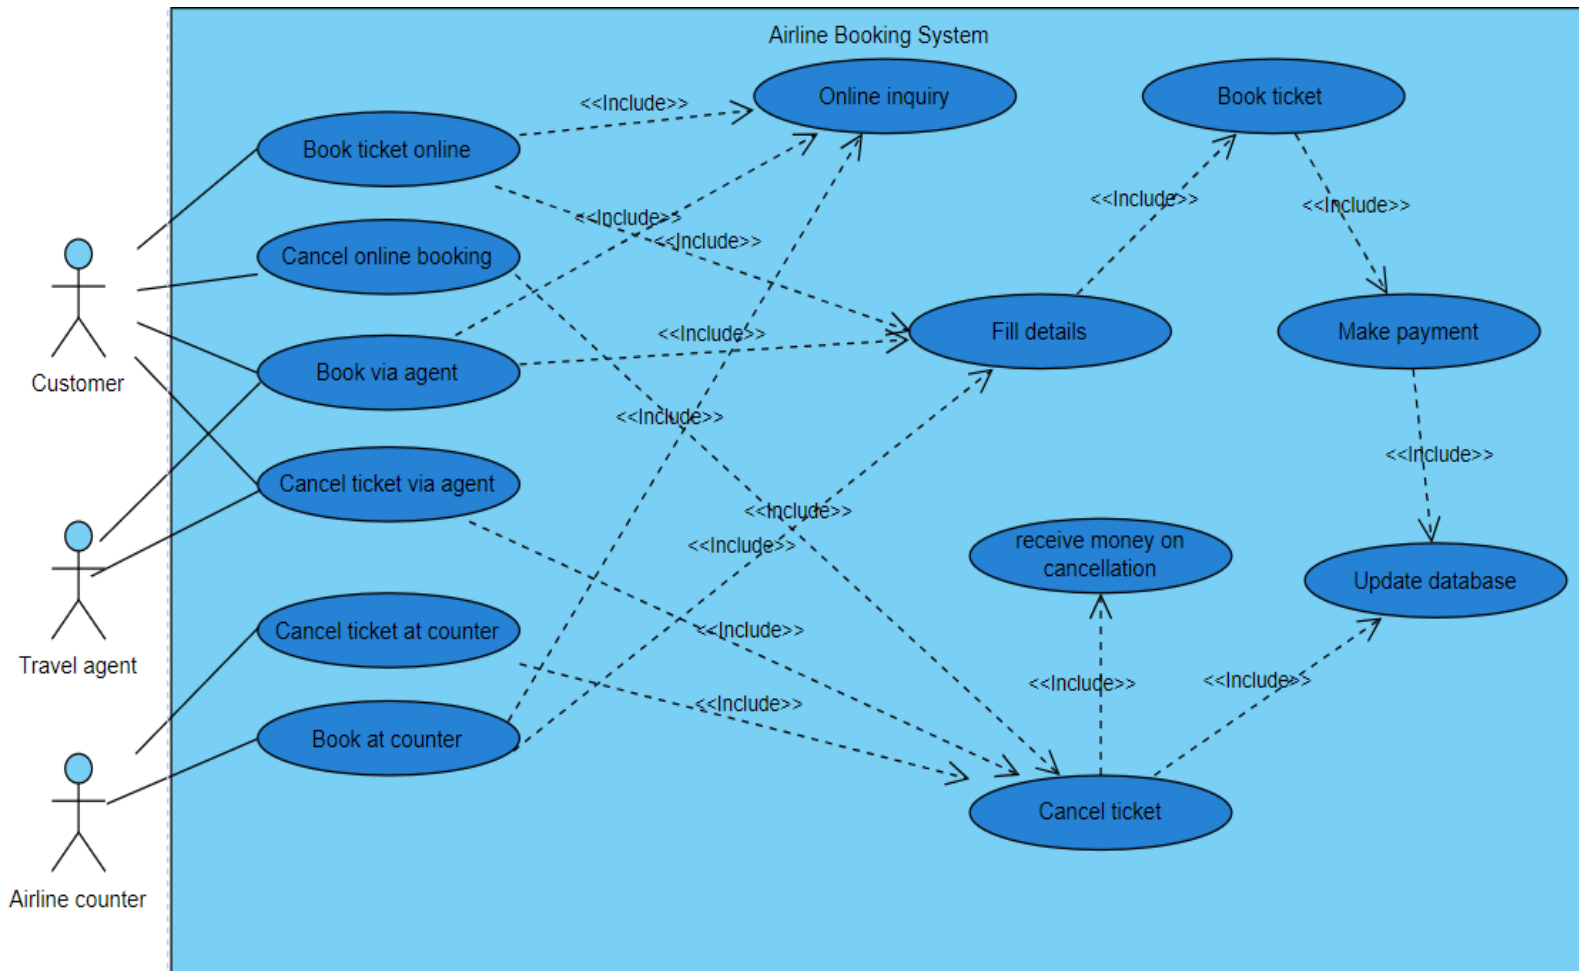 Airline Booking System
Online inquiry
Book ticket
<<Include>>
Book ticket online
<<Include>>
<<Include>>
<<Include>>
<<Include>>
Cancel online booking
<<Include>>
Fill details
Make payment
<<Include>>
Book via agent
Customer
<<Include>>
<<Include>>
Cancel ticket via agent
<<Include>>
<<Include>>
receive money on
cancellation
Update database
Cancel ticket at counter
<<Include>>
Travel agent
<<Include>>
<<Include>>
<<Include>>
Book at counter
Cancel ticket
Airline counter